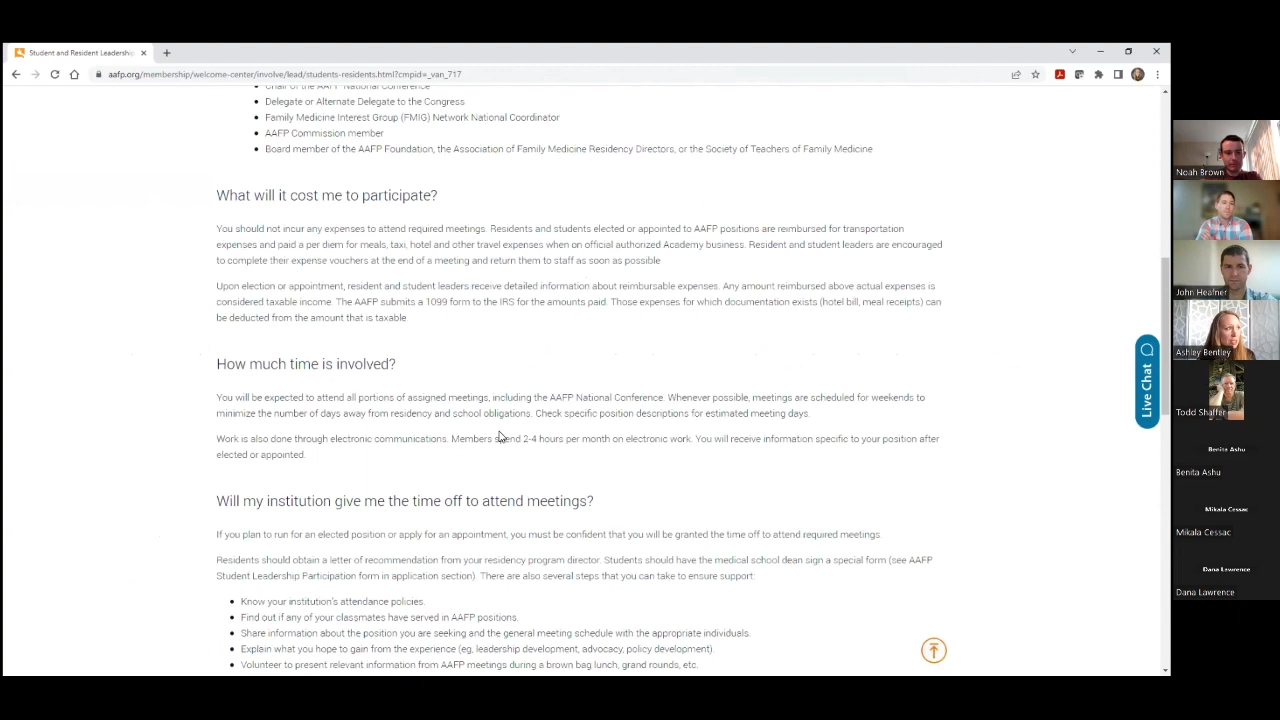 Student and Resident Leadership
aafp.org/membership/welcome-center/involve/lead/students-residents.html?cmpid=_van_717
Chair of the AAFP National Conference
Delegate or Alternate Delegate to the Congress
Family Medicine Interest Group (FMIG) Network National Coordinator
AAFP Commission member
Board member of the AAFP Foundation, the Association of Family Medicine Residency Directors, or the Society of Teachers of Family Medicine
What will it cost me to participate?
You should not incur any expenses to attend required meetings. Residents and students elected or appointed to AAFP positions are reimbursed for transportation
expenses and paid a per diem for meals, taxi, hotel and other travel expenses when on official authorized Academy business. Resident and student leaders are encouraged
to complete their expense vouchers at the end of a meeting and return them to staff as soon as possible
Upon election or appointment, resident and student leaders receive detailed information about reimbursable expenses. Any amount reimbursed above actual expenses is
considered taxable income. The AAFP submits a 1099 form to the IRS for the amounts paid. Those expenses for which documentation exists (hotel bill, meal receipts) can
be deducted from the amount that is taxable.
How much time is involved?
You will be expected to attend all portions of assigned meetings, including the AAFP National Conference. Whenever possible, meetings are scheduled for weekends to
minimize the number of days away from residency and school obligations. Check specific position descriptions for estimated meeting days.
Work is also done through electronic communications. Members spend 2-4 hours per month on electronic work. You will receive information specific to your position after
elected or appointed.
Will my institution give me the time off to attend meetings?
If you plan to run for an elected position or apply for an appointment, you must be confident that you will be granted the time off to attend required meetings.
Residents should obtain a letter of recommendation from your residency program director. Students should have the medical school dean sign a special form (see AAFP
Student Leadership Participation form in application section). There are also several steps that you can take to ensure support:
Know your institution's attendance policies.
Find out if any of your classmates have served in AAFP positions.
Share information about the position you are seeking and the general meeting schedule with the appropriate individuals.
Explain what you hope to gain from the experience (eg, leadership development, advocacy, policy development).
Volunteer to present relevant information from AAFP meetings during a brown bag lunch, grand rounds, etc.
Live Chat
Noah Brown
John Heafner
Ashley Bentley
Todd Shaffer
Benita Ashu
Benita Ashu
Mikala Cessac
Mikala Cessac
Dana Lawrence
Dana Lawrence